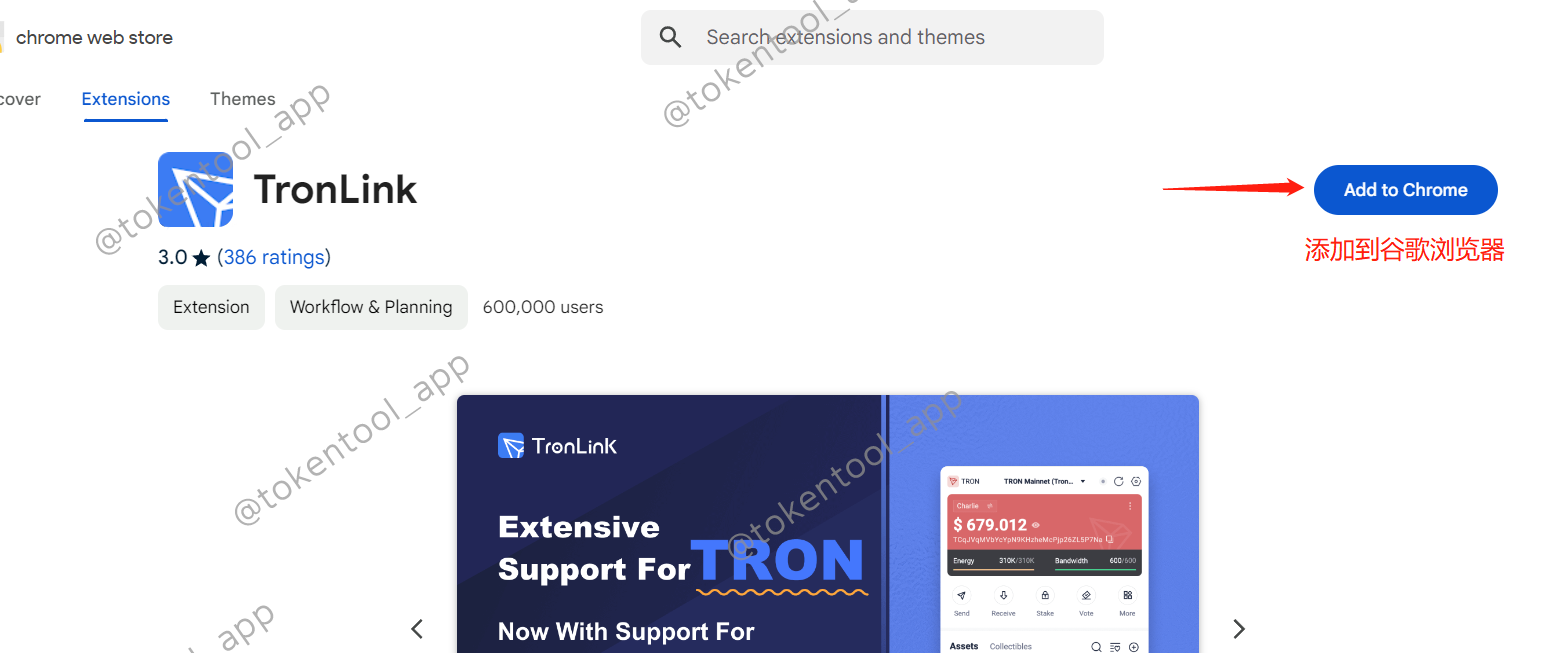 chrome web store
Search extensions and themes
cover
Extensions
Themes
@tokentool_app
@tokentool_app
TronLink
Add to Chrome
添加到谷歌浏览器
3.0 ★ (386 ratings)
Extension
Workflow & Planning
600,000 users
@tokentool_app
@tokentool_app
_app
TronLink
Extensive
Support For TRON
Now With Support For
TRON
TRON Mainnet (Tron...
Charlie
$ 679.012
TCqJVqMVbYcYpN9KHzheMcPjp26ZL5P7Na
Energy
310K/310K
Bandwidth
600/600
Send
Receive
Stake
Vote
More
Assets
Collectibles